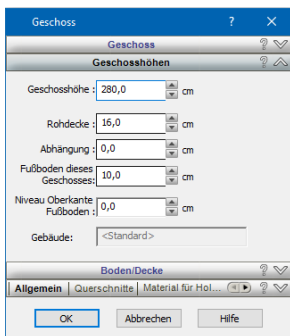 Geschoss ? ×
Geschoss ?
Geschosshöhen ?
Geschosshöhe : 280,0 cm
Rohdecke : 16,0 cm
Abhängung : 0,0 cm
Fußboden dieses
Geschosses: 10,0 cm
Niveau Oberkante
Fußboden : 0,0 cm
Gebäude: <Standard>
Boden/Decke ?
Allgemein Querschnitte Material für Hol... ?
OK Abbrechen Hilfe